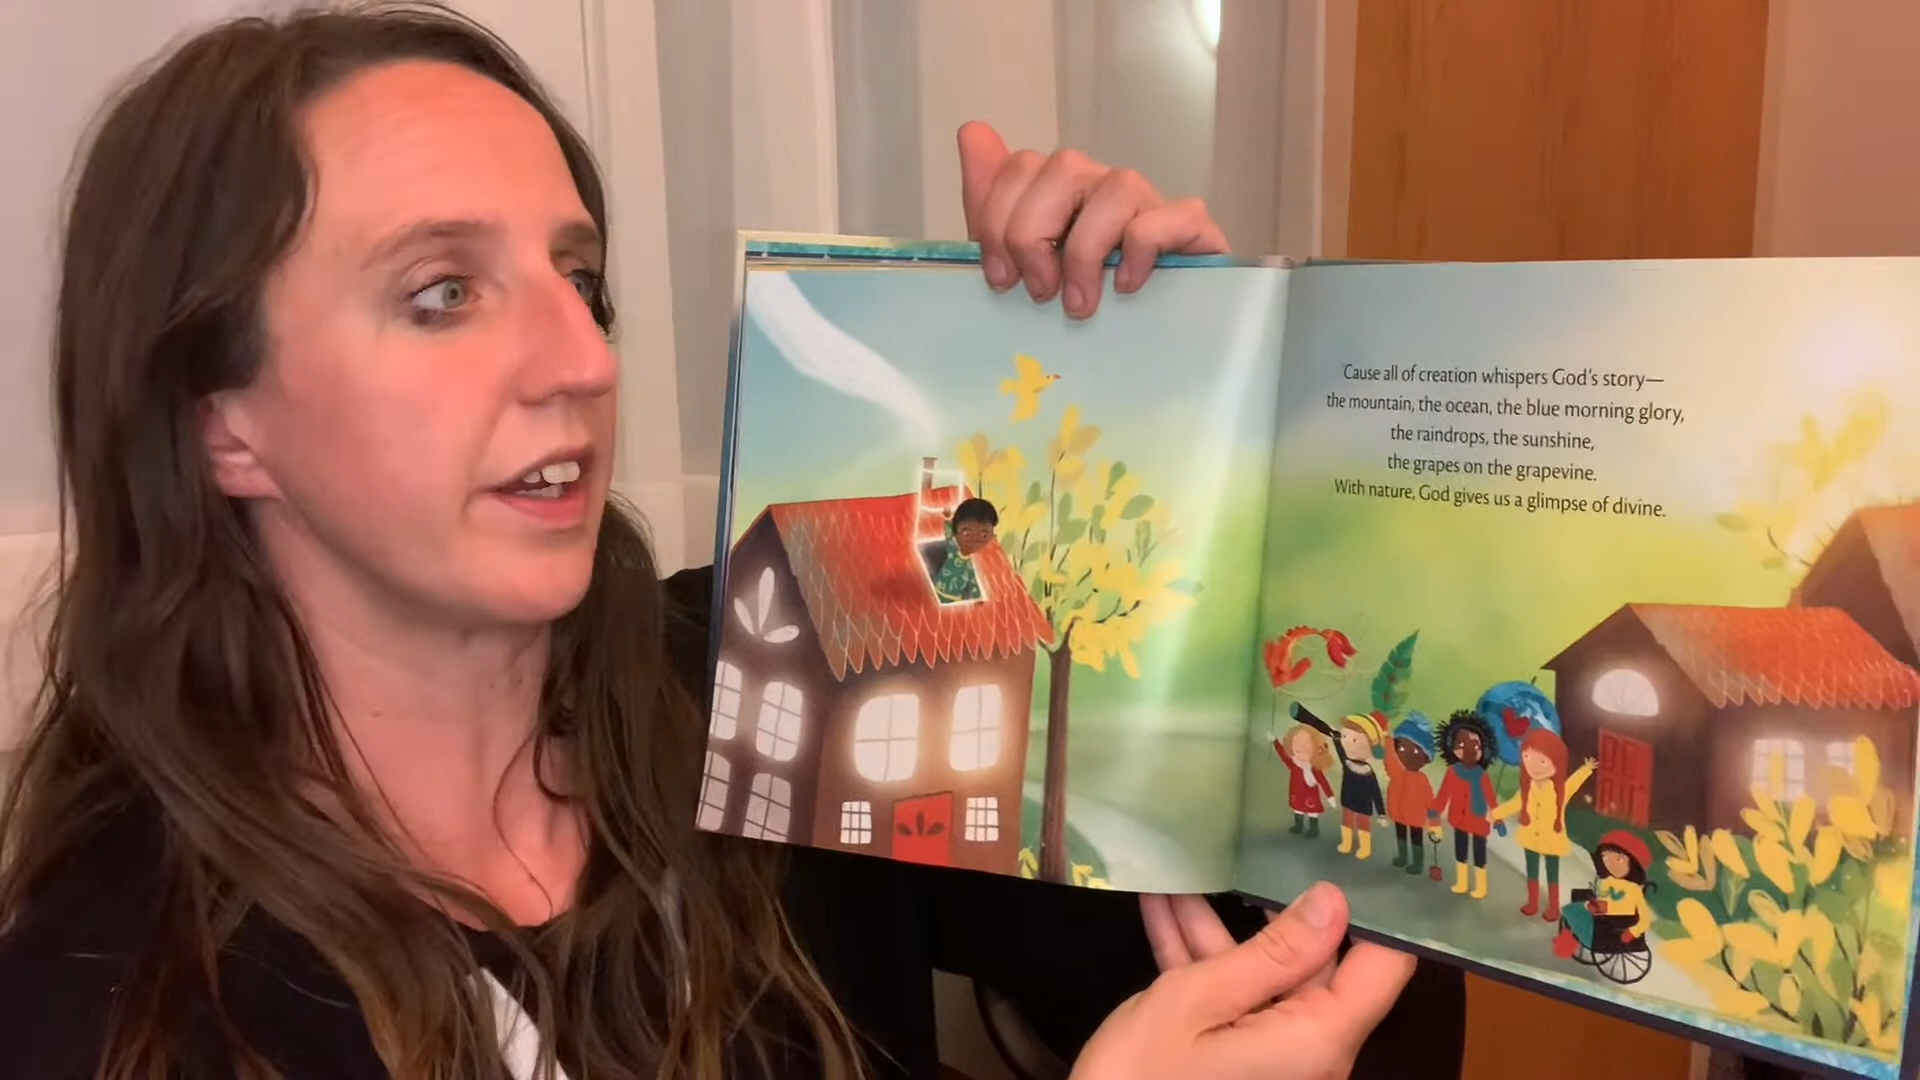 'Cause all of creation whispers God's story—
the mountain, the ocean, the blue morning glory,
the raindrops, the sunshine,
the grapes on the grapevine.
With nature, God gives us a glimpse of divine.